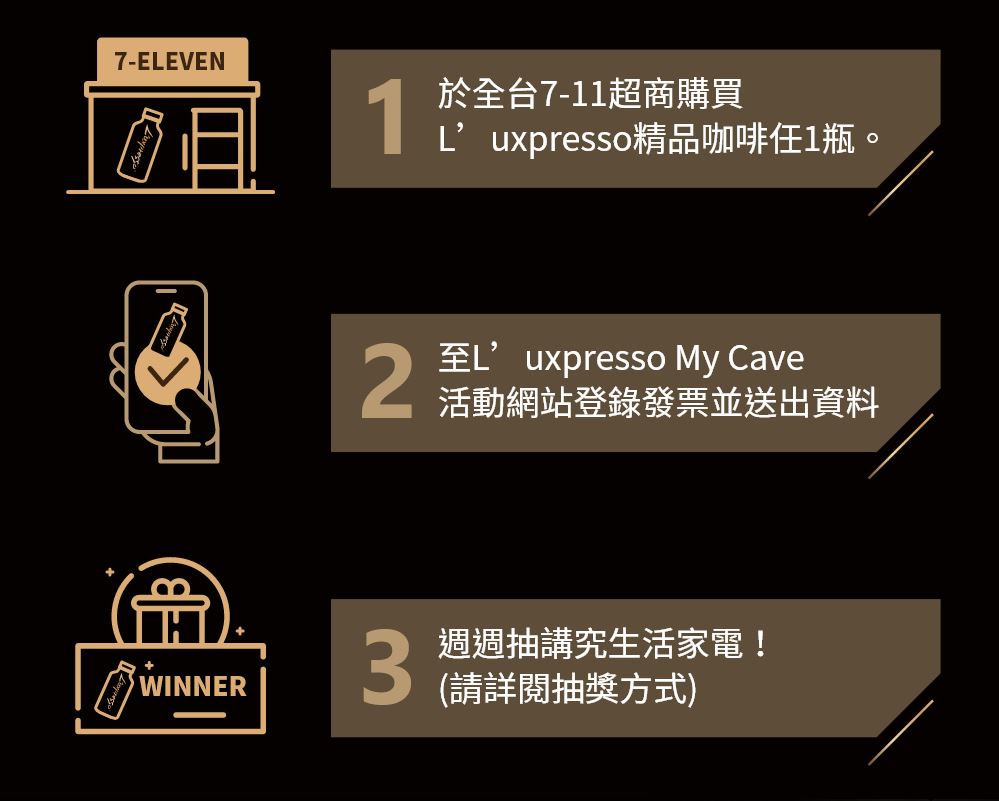 7-ELEVEN
1
於全台7-11超商購買
L’uxpresso精品咖啡任1瓶。
2
至L’uxpresso My Cave
活動網站登錄發票並送出資料
3
週週抽講究生活家電！
(請詳閱抽獎方式)
WINNER